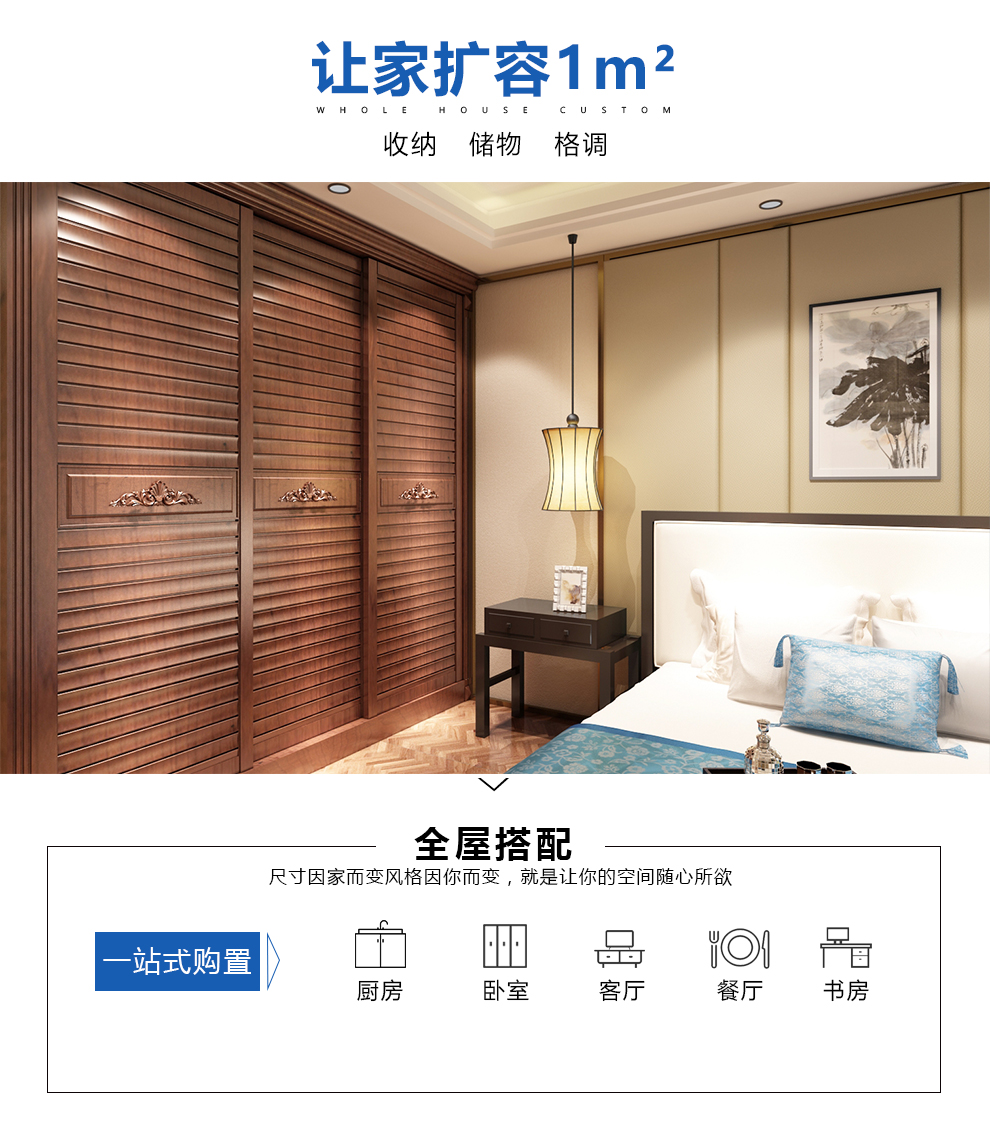 让家扩容1m²
WHOLE HOUSE CUSTOM
收纳 储物 格调
全屋搭配
尺寸因家而变风格因你而变，就是让你的空间随心所欲
一站式购置
厨房 卧室 客厅 餐厅 书房